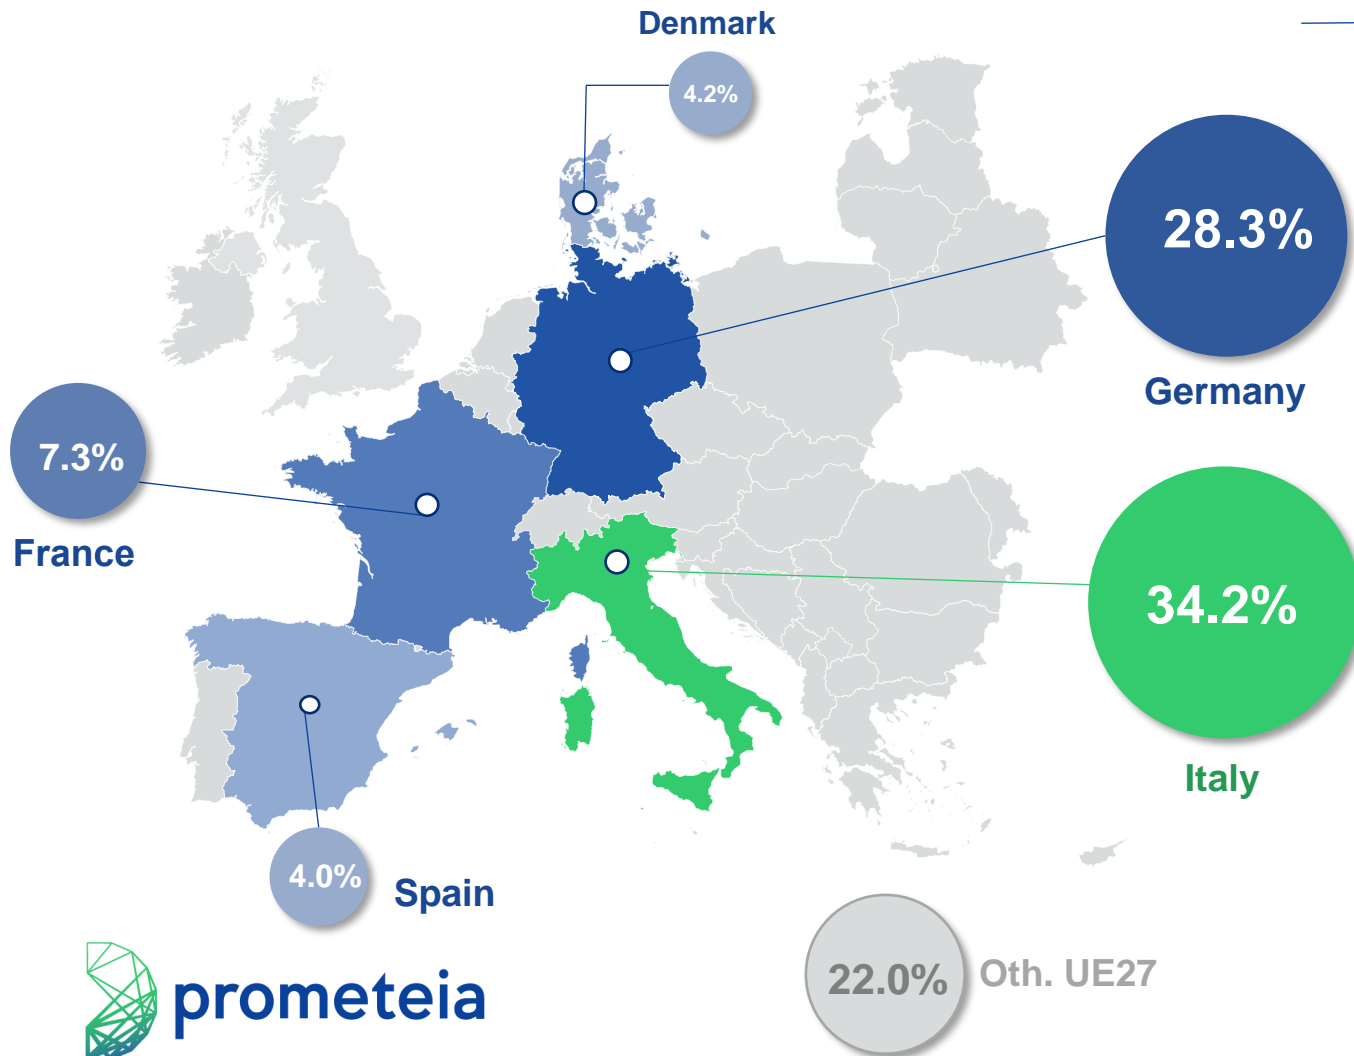 Denmark
4.2%
28.3%
Germany
7.3%
France
34.2%
Italy
4.0%
Spain
22.0%
Oth. UE27
prometeia